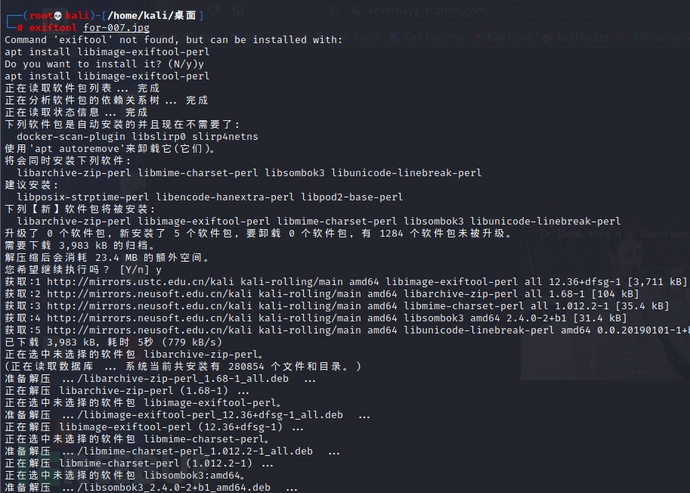 ┌──(root💀kali)-[/home/kali/桌面]
└─# exiftool for-007.jpg
Command 'exiftool' not found, but can be installed with:
apt install libimage-exiftool-perl
Do you want to install it? (N/y)y
apt install libimage-exiftool-perl
正在读取软件包列表... 完成
正在分析软件包的依赖关系树... 完成
正在读取状态信息... 完成
下列软件包是自动安装的并且现在不需要了:
  docker-scan-plugin libslirp0 slirp4netns
使用'apt autoremove'来卸载它(它们)。
将会同时安装下列软件:
  libarchive-zip-perl libmime-charset-perl libsombok3 libunicode-linebreak-perl
建议安装:
  libposix-strptime-perl libencode-hanextra-perl libpod2-base-perl
下列【新】软件包将被安装:
  libarchive-zip-perl libimage-exiftool-perl libmime-charset-perl libsombok3 libunicode-linebreak-perl
升级了 0 个软件包,新安装了 5 个软件包,要卸载 0 个软件包,有 1284 个软件包未被升级。
需要下载 3,983 kB 的归档。
解压缩后会消耗 23.4 MB 的额外空间。
您希望继续执行吗? [Y/n] y
获取:1 http://mirrors.ustc.edu.cn/kali kali-rolling/main amd64 libimage-exiftool-perl all 12.36+dfsg-1 [3,711 kB]
获取:2 http://mirrors.neusoft.edu.cn/kali kali-rolling/main amd64 libarchive-zip-perl all 1.68-1 [104 kB]
获取:3 http://mirrors.neusoft.edu.cn/kali kali-rolling/main amd64 libmime-charset-perl all 1.012.2-1 [35.4 kB]
获取:4 http://mirrors.neusoft.edu.cn/kali kali-rolling/main amd64 libsombok3 amd64 2.4.0-2+b1 [31.4 kB]
获取:5 http://mirrors.neusoft.edu.cn/kali kali-rolling/main amd64 libunicode-linebreak-perl amd64 0.0.20190101-1+
已下载 3,983 kB,耗时 5秒 (779 kB/s)
正在选中未选择的软件包 libarchive-zip-perl。
(正在读取数据库 ... 系统当前共安装有 280854 个文件和目录。)
准备解压 .../libarchive-zip-perl_1.68-1_all.deb  ...
正在解压 libarchive-zip-perl (1.68-1) ...
正在选中未选择的软件包 libimage-exiftool-perl。
准备解压 .../libimage-exiftool-perl_12.36+dfsg-1_all.deb  ...
正在解压 libimage-exiftool-perl (12.36+dfsg-1) ...
正在选中未选择的软件包 libmime-charset-perl。
准备解压 .../libmime-charset-perl_1.012.2-1_all.deb ...
正在解压 libmime-charset-perl (1.012.2-1) ...
正在选中未选择的软件包 libsombok3:amd64。
准备解压 .../libsombok3_2.4.0-2+b1_amd64.deb  ...